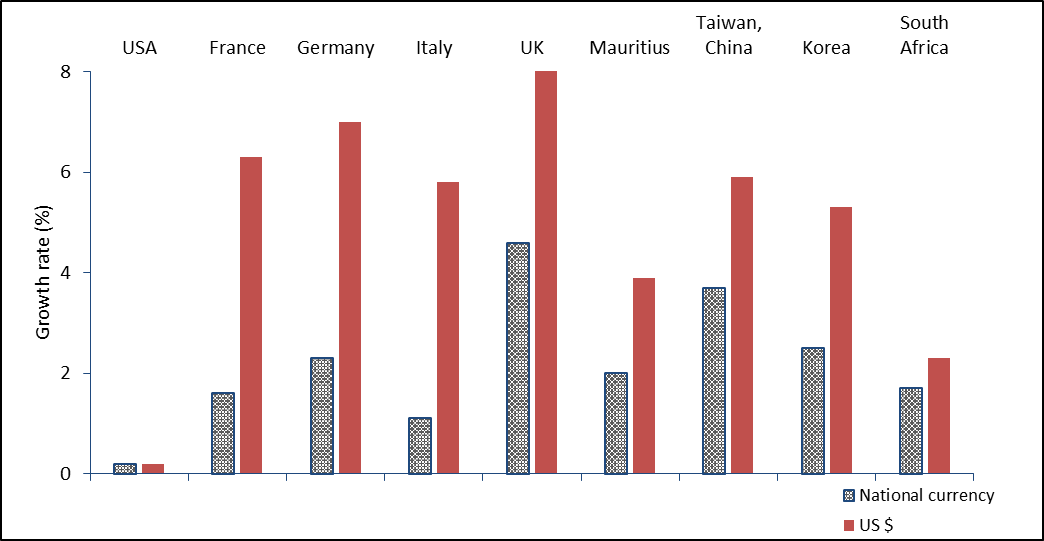 USA France Germany Italy UK Mauritius Taiwan, China Korea South Africa
8
6
4
2
0
Growth rate (%)
National currency
US $